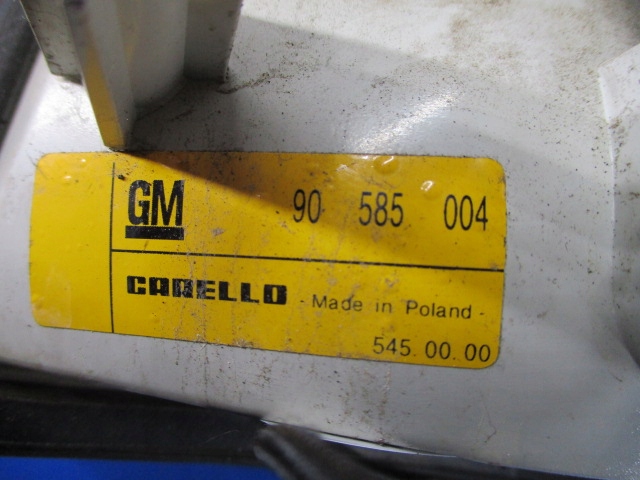 GM 90 585 004
CARELLO - Made in Poland -
545.00.00